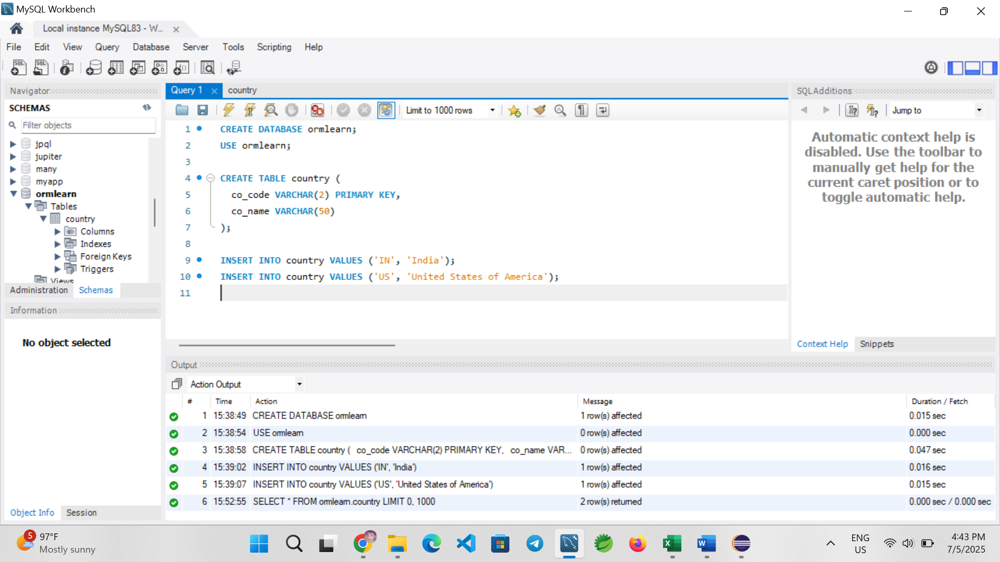 MySQL Workbench
Local instance MySQL83 - W...
File Edit View Query Database Server Tools Scripting Help
Navigator
SCHEMAS
Filter objects
jpql
jupiter
many
myapp
ormlearn
Tables
country
Columns
Indexes
Foreign Keys
Triggers
Views
Administration Schemas
Information
No object selected
Object Info Session
Query 1 country
Limit to 1000 rows
1 CREATE DATABASE ormlearn;
2 USE ormlearn;
3
4 CREATE TABLE country (
5 co_code VARCHAR(2) PRIMARY KEY,
6 co_name VARCHAR(50)
7 );
8
9 INSERT INTO country VALUES ('IN', 'India');
10 INSERT INTO country VALUES ('US', 'United States of America');
11
SQLAdditions
Jump to
Automatic context help is
disabled. Use the toolbar to
manually get help for the
current caret position or to
toggle automatic help.
Context Help Snippets
Output
Action Output
# Time Action Message Duration / Fetch
1 15:38:49 CREATE DATABASE ormlearn 1 row(s) affected 0.015 sec
2 15:38:54 USE ormlearn 0 row(s) affected 0.000 sec
3 15:38:58 CREATE TABLE country ( co_code VARCHAR(2) PRIMARY KEY, co_name VAR... 0 row(s) affected 0.047 sec
4 15:39:02 INSERT INTO country VALUES ('IN', 'India') 1 row(s) affected 0.016 sec
5 15:39:07 INSERT INTO country VALUES ('US', 'United States of America') 1 row(s) affected 0.015 sec
6 15:52:55 SELECT * FROM ormlearn.country LIMIT 0, 1000 2 row(s) returned 0.000 sec / 0.000 sec
5 97°F
Mostly sunny
ENG
US
4:43 PM
7/5/2025